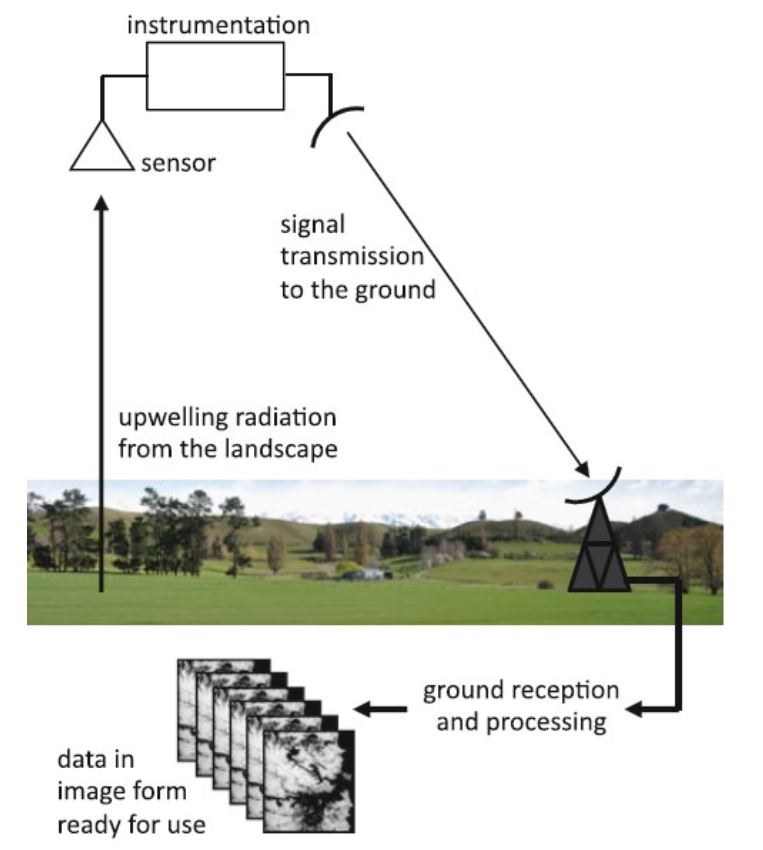 instrumentation
sensor
signal
transmission
to the ground
upwelling radiation
from the landscape
ground reception
and processing
data in
image form
ready for use